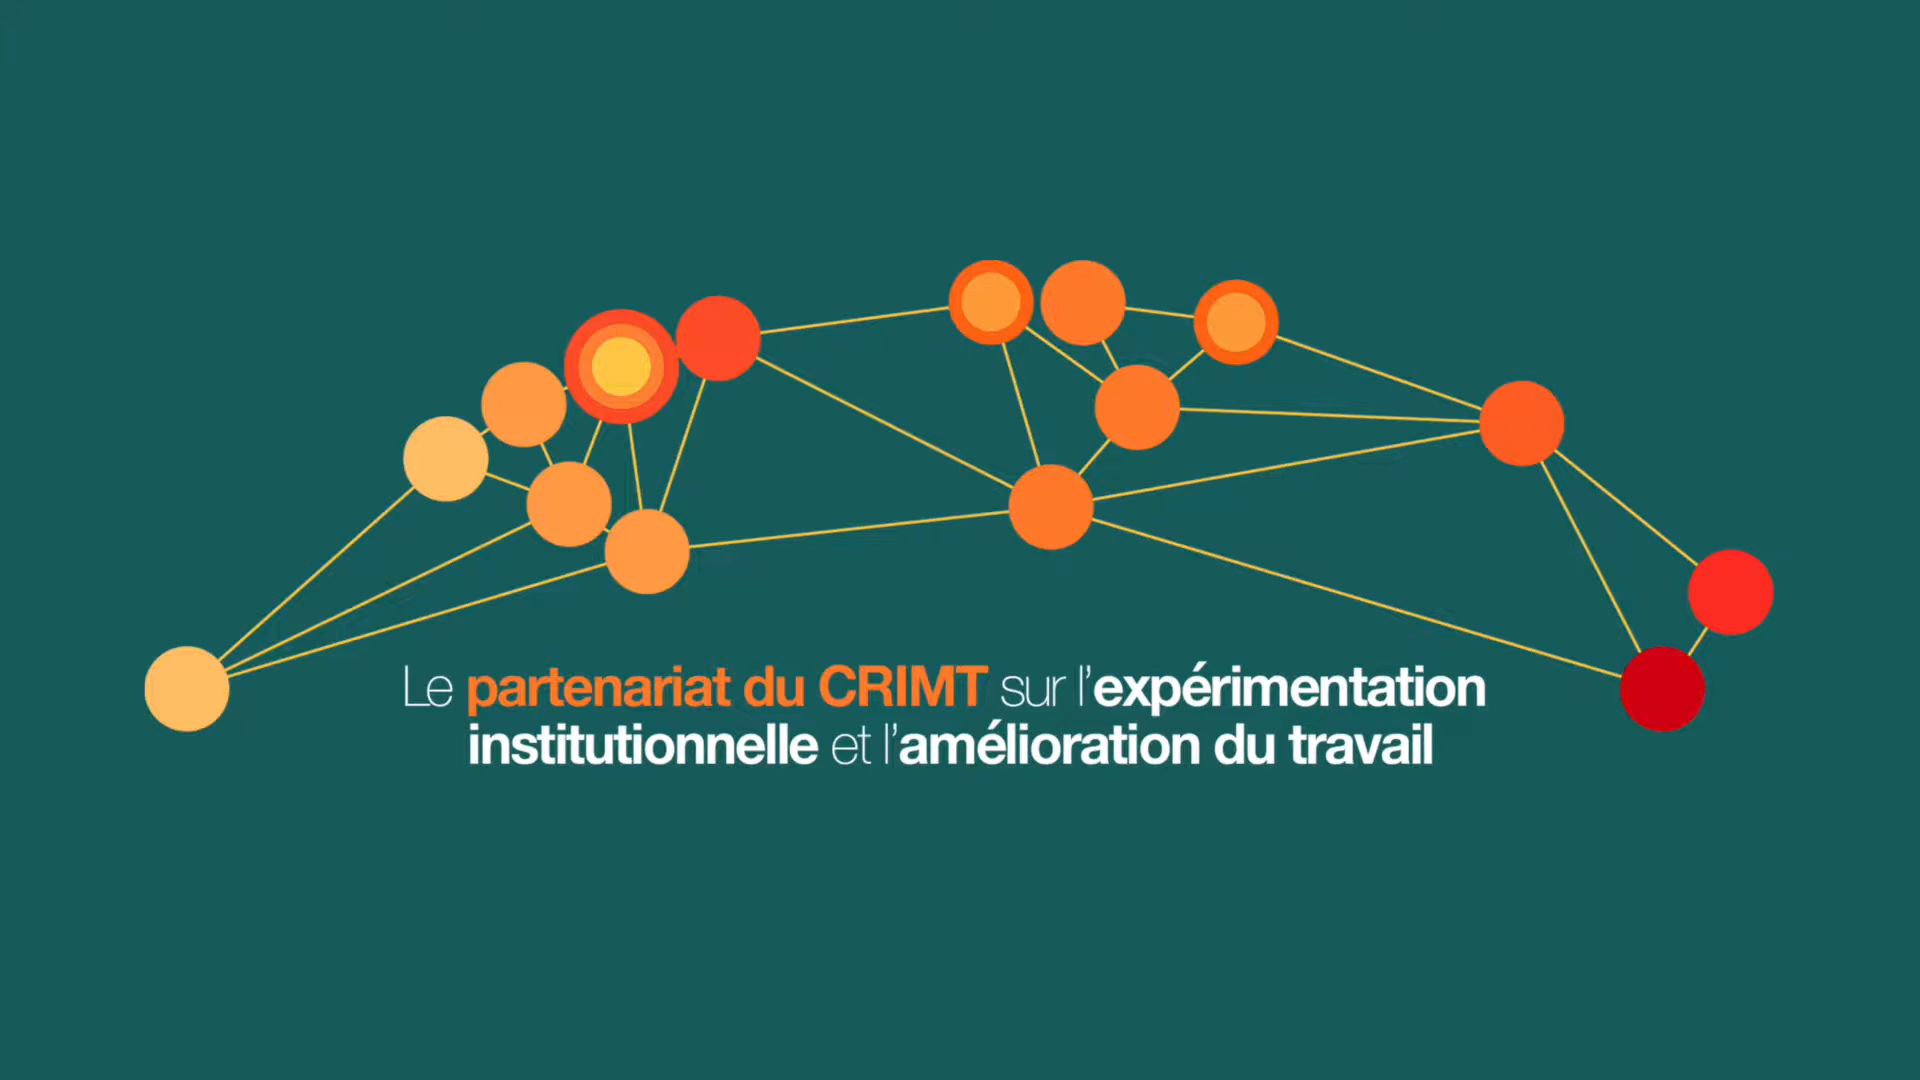 Le partenariat du CRIMT sur l’expérimentation
institutionnelle et l’amélioration du travail